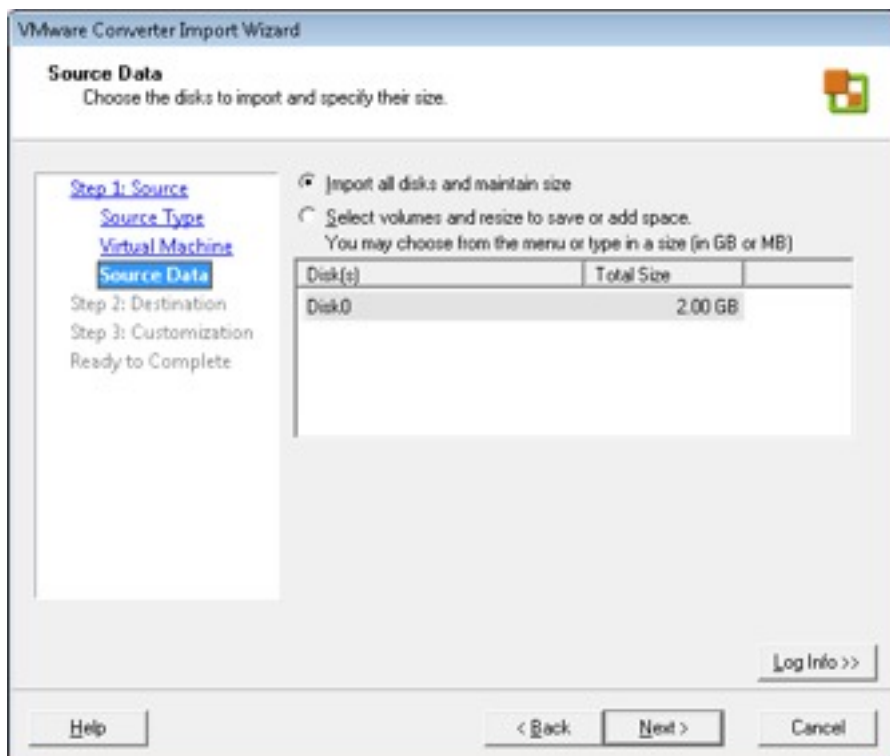 VMware Converter Import Wizard
Source Data
Choose the disks to import and specify their size.
Step 1: Source
Source Type
Virtual Machine
Source Data
Step 2: Destination
Step 3: Customization
Ready to Complete
Import all disks and maintain size
Select volumes and resize to save or add space.
You may choose from the menu or type in a size (in GB or MB)
Disk(s) Total Size
Disk0 2.00 GB
Log Info >>
Help < Back Next > Cancel